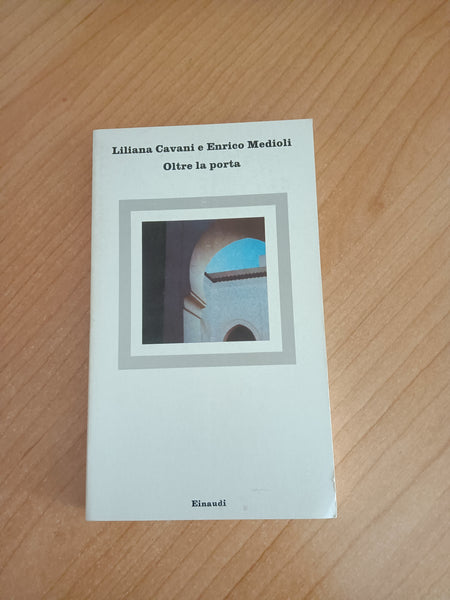 Liliana Cavani e Enrico Medioli
Oltre la porta
Einaudi